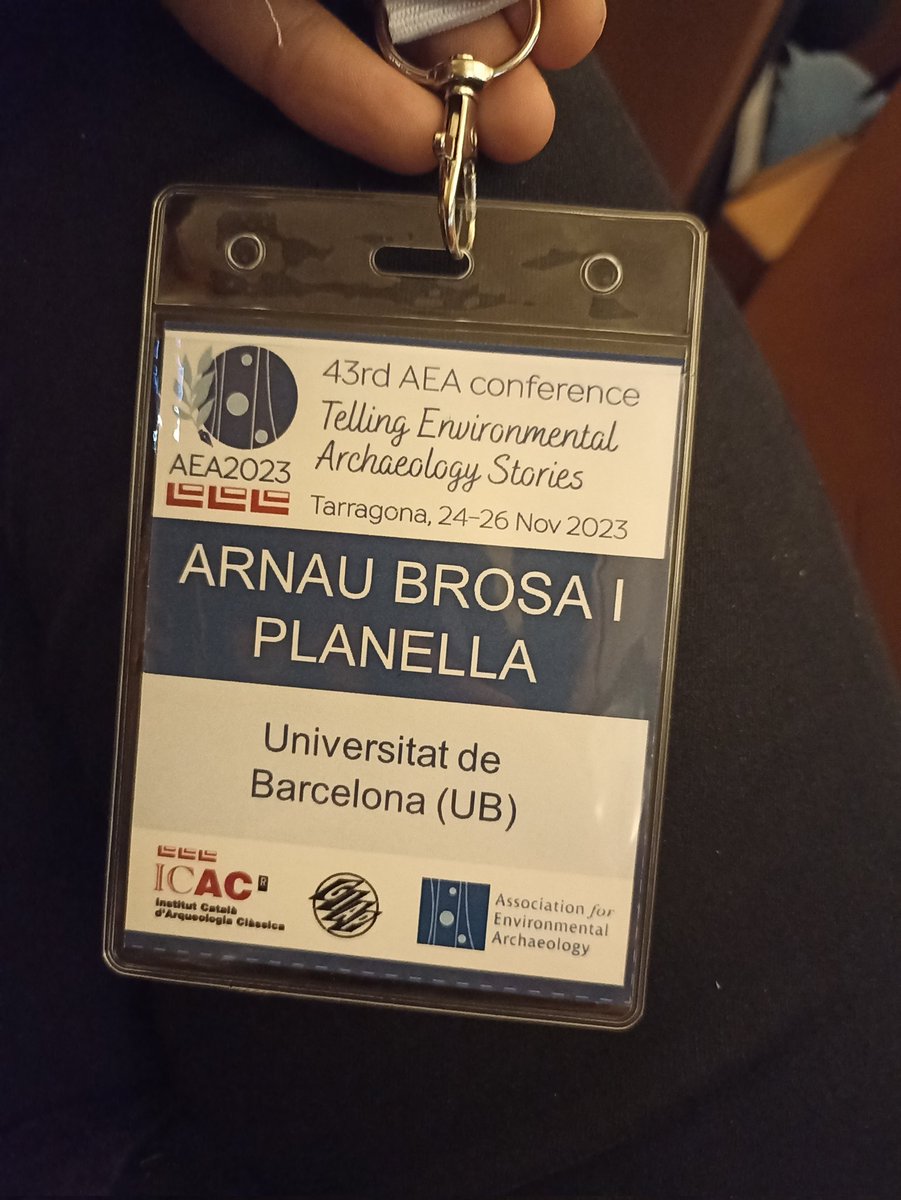 43rd AEA conference
Telling Environmental
Archaeology Stories
AEA2023
Tarragona, 24-26 Nov 2023
ARNAU BROSA I
PLANELLA
Universitat de
Barcelona (UB)
ICAC R
Institut Català
d'Arqueologia Clàssica
Association for
Environmental
Archaeology